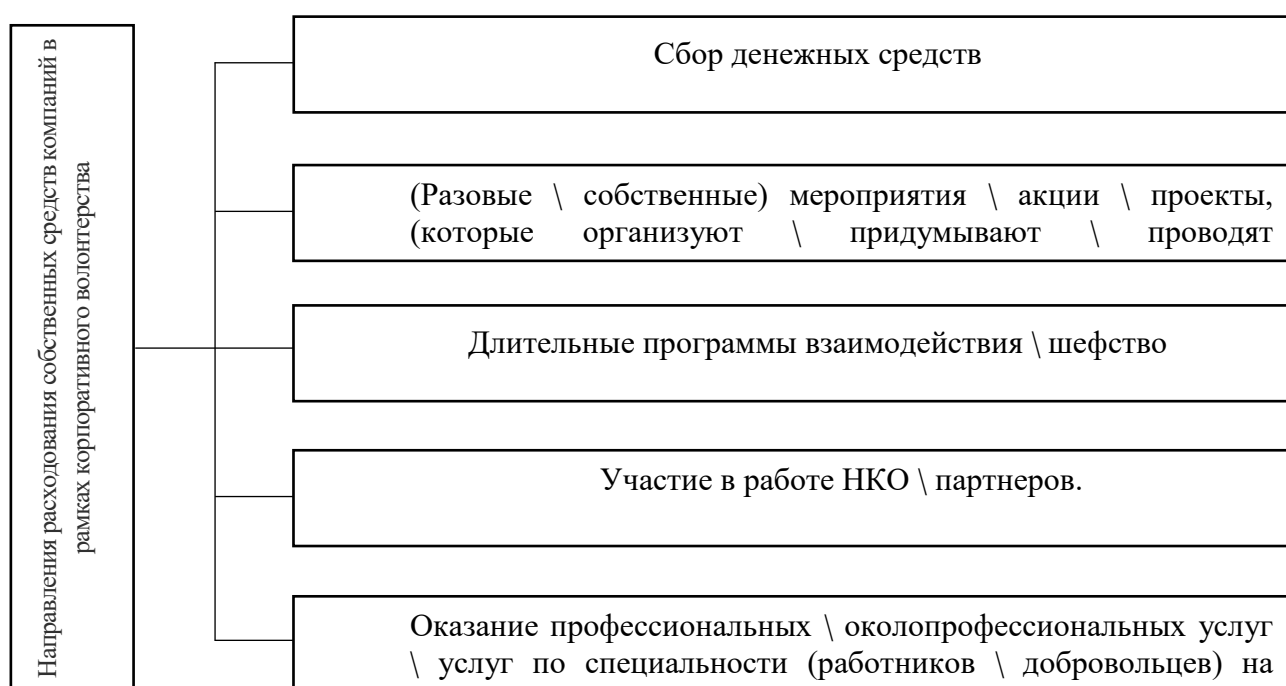 Направления расходования собственных средств компаний в
рамках корпоративного волонтерства
Сбор денежных средств
(Разовые \ собственные) мероприятия \ акции \ проекты,
(которые организуют \ придумывают \ проводят
Длительные программы взаимодействия \ шефство
Участие в работе НКО \ партнеров.
Оказание профессиональных \ околопрофессиональных услуг
\ услуг по специальности (работников \ добровольцев) на